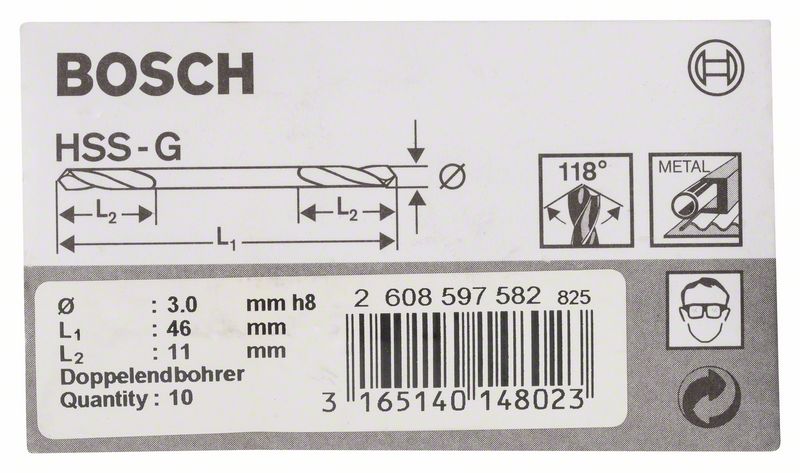 BOSCH
HSS-G
Ø
L2
L2
L1
118°
METAL
Ø : 3.0 mm h8
L1 : 46 mm
L2 : 11 mm
Doppelendbohrer
Quantity : 10
2 608 597 582 825
3 165140 148023